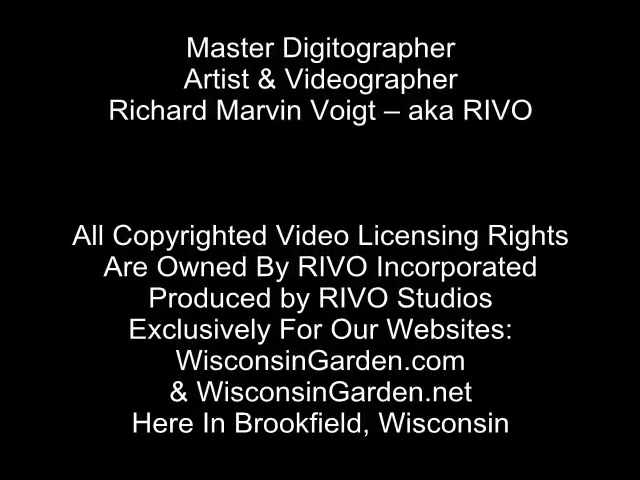 Master Digitographer
Artist & Videographer
Richard Marvin Voigt – aka RIVO
All Copyrighted Video Licensing Rights
Are Owned By RIVO Incorporated
Produced by RIVO Studios
Exclusively For Our Websites:
WisconsinGarden.com
& WisconsinGarden.net
Here In Brookfield, Wisconsin